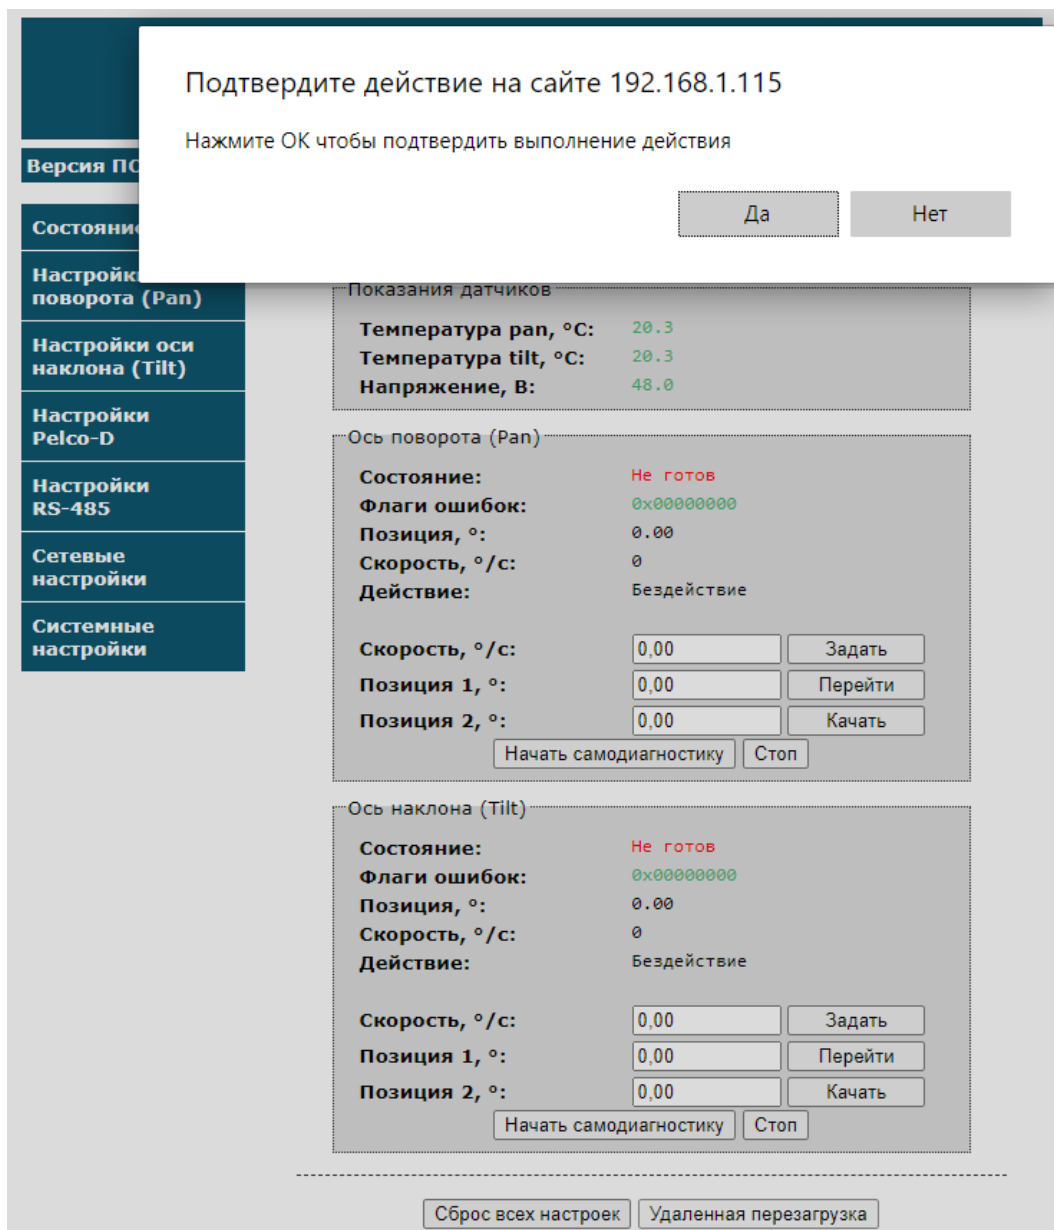 Подтвердите действие на сайте 192.168.1.115
Нажмите ОК чтобы подтвердить выполнение действия
Да Нет
Версия ПО
Состояние
Настройки
поворота (Pan)
Настройки оси
наклона (Tilt)
Настройки
Pelco-D
Настройки
RS-485
Сетевые
настройки
Системные
настройки
Показания датчиков
Температура pan, °C: 20.3
Температура tilt, °C: 20.3
Напряжение, В: 48.0
Ось поворота (Pan)
Состояние: Не готов
Флаги ошибок: 0x00000000
Позиция, °: 0.00
Скорость, °/с: 0
Действие: Бездействие
Скорость, °/с: 0,00 Задать
Позиция 1, °: 0,00 Перейти
Позиция 2, °: 0,00 Качать
Начать самодиагностику Стоп
Ось наклона (Tilt)
Состояние: Не готов
Флаги ошибок: 0x00000000
Позиция, °: 0.00
Скорость, °/с: 0
Действие: Бездействие
Скорость, °/с: 0,00 Задать
Позиция 1, °: 0,00 Перейти
Позиция 2, °: 0,00 Качать
Начать самодиагностику Стоп
Сброс всех настроек Удаленная перезагрузка